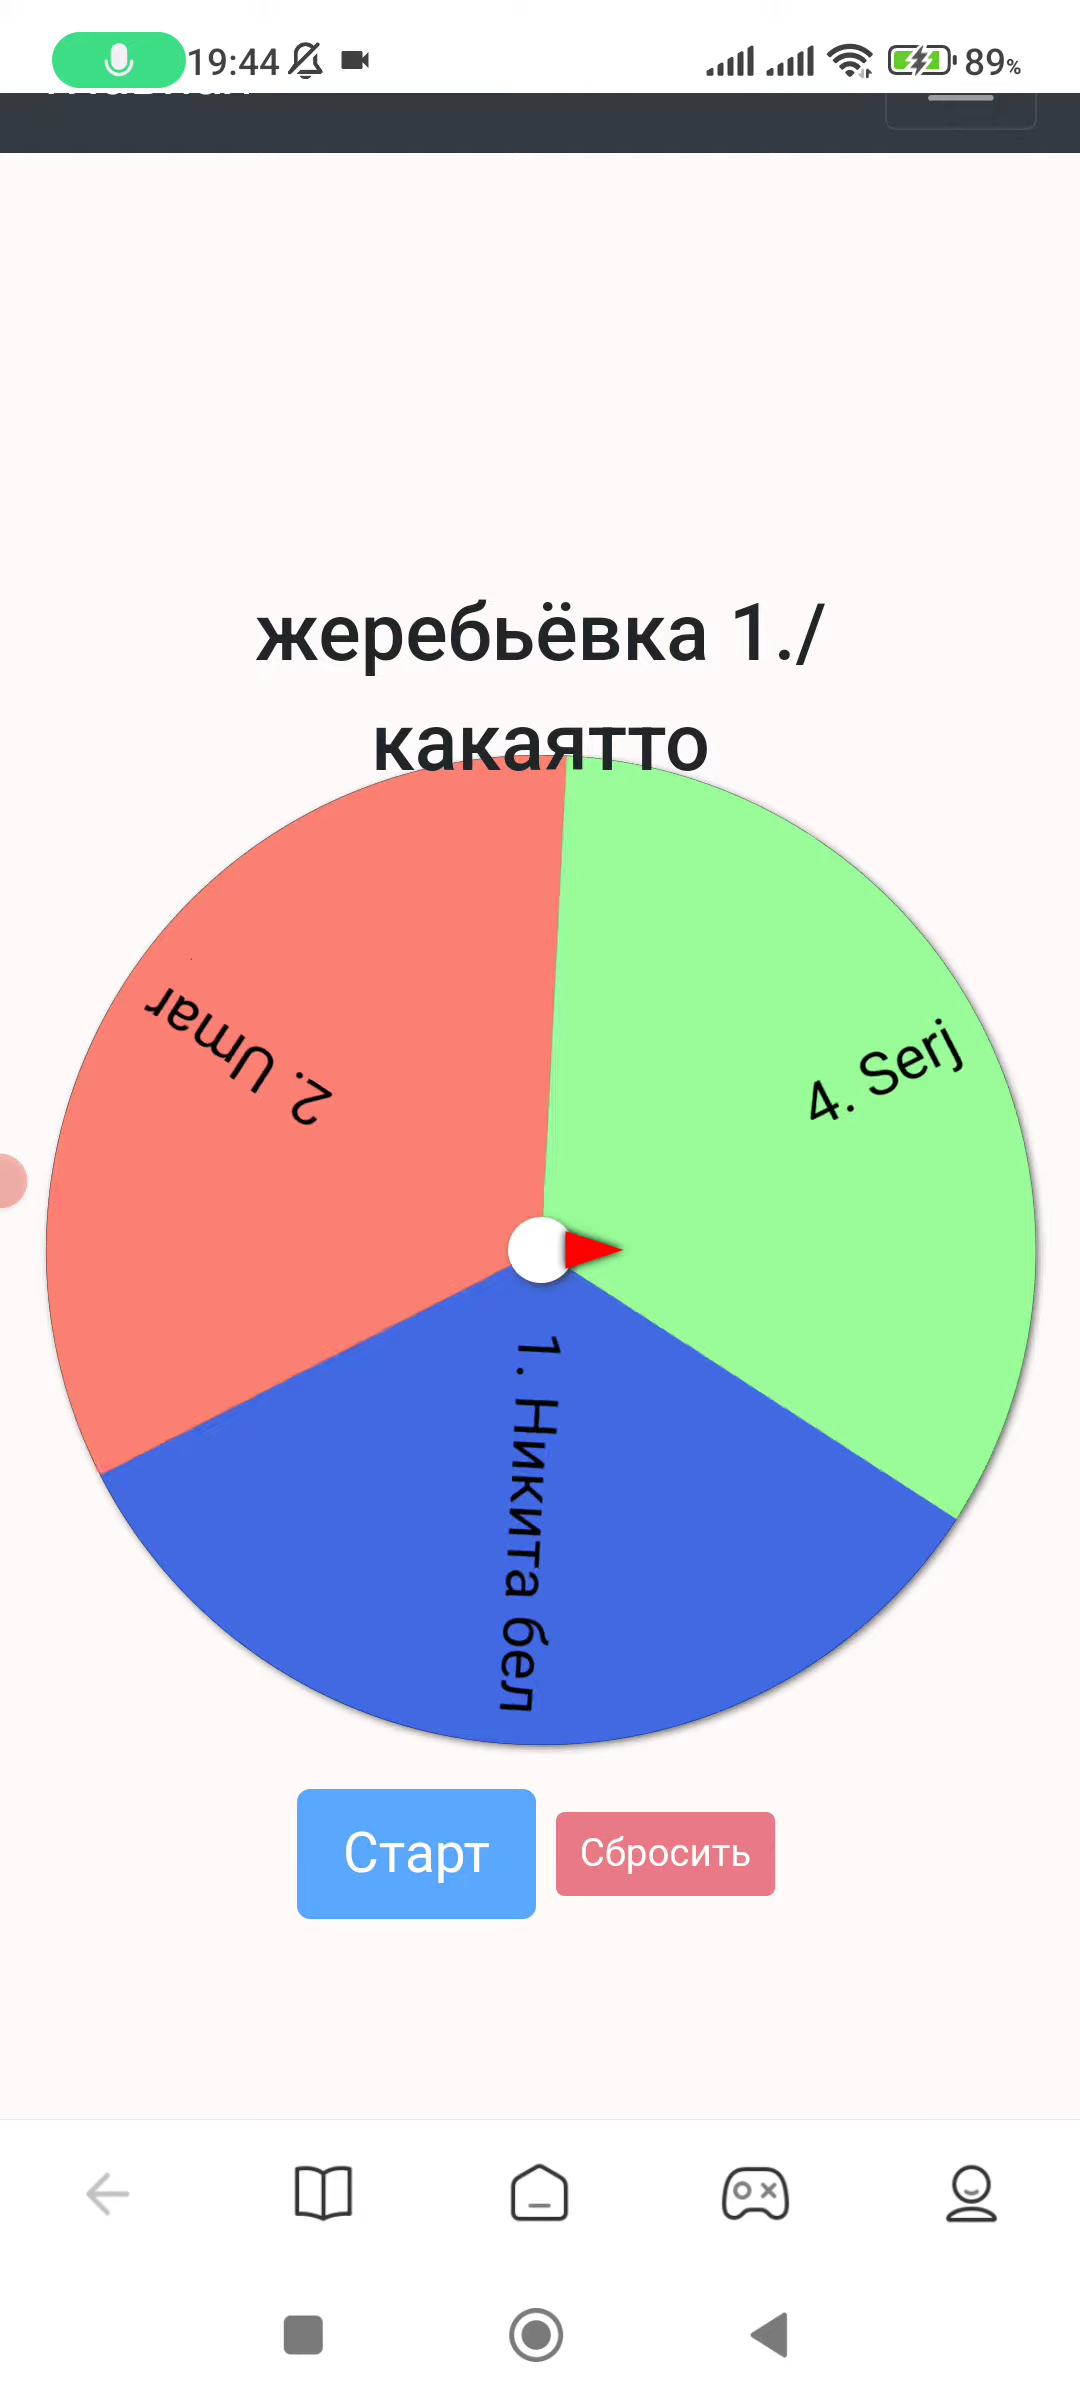 19:44
89%
жеребьёвка 1./
какаятто
2. Umar
4. Serj
1. Никита бел
Старт
Сбросить